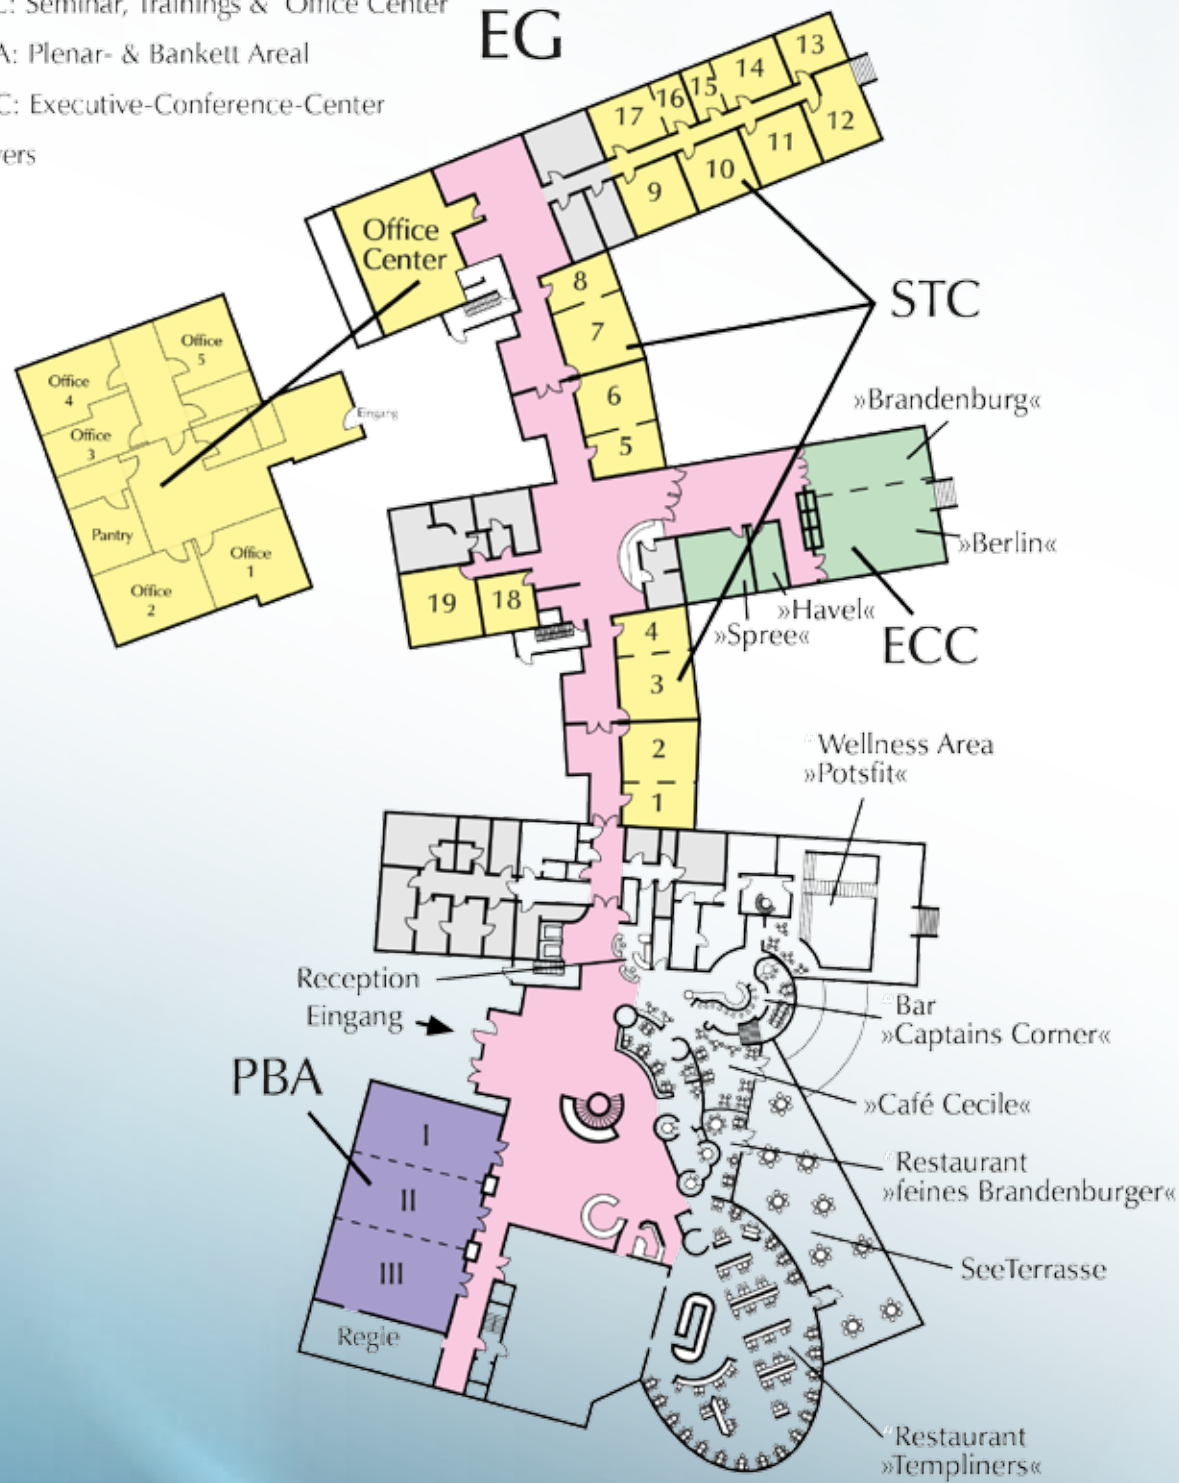 C: Seminar, Trainings & Office Center
EG
A: Plenar- & Bankett Areal
C: Executive-Conference-Center
13
14
15
16
17
12
11
10
9
Office
Center
8
7
STC
6
5
Office
5
Office
4
Office
3
Eingang
Pantry
Office
1
Office
2
»Brandenburg«
»Berlin«
»Havel«
»Spree«
ECC
19
18
4
3
2
1
Wellness Area
»Potsfit«
Reception
Eingang
Bar
»Captains Corner«
PBA
»Café Cecile«
I
II
III
Regie
Restaurant
»feines Brandenburger«
SeeTerrasse
Restaurant
»Templiners«